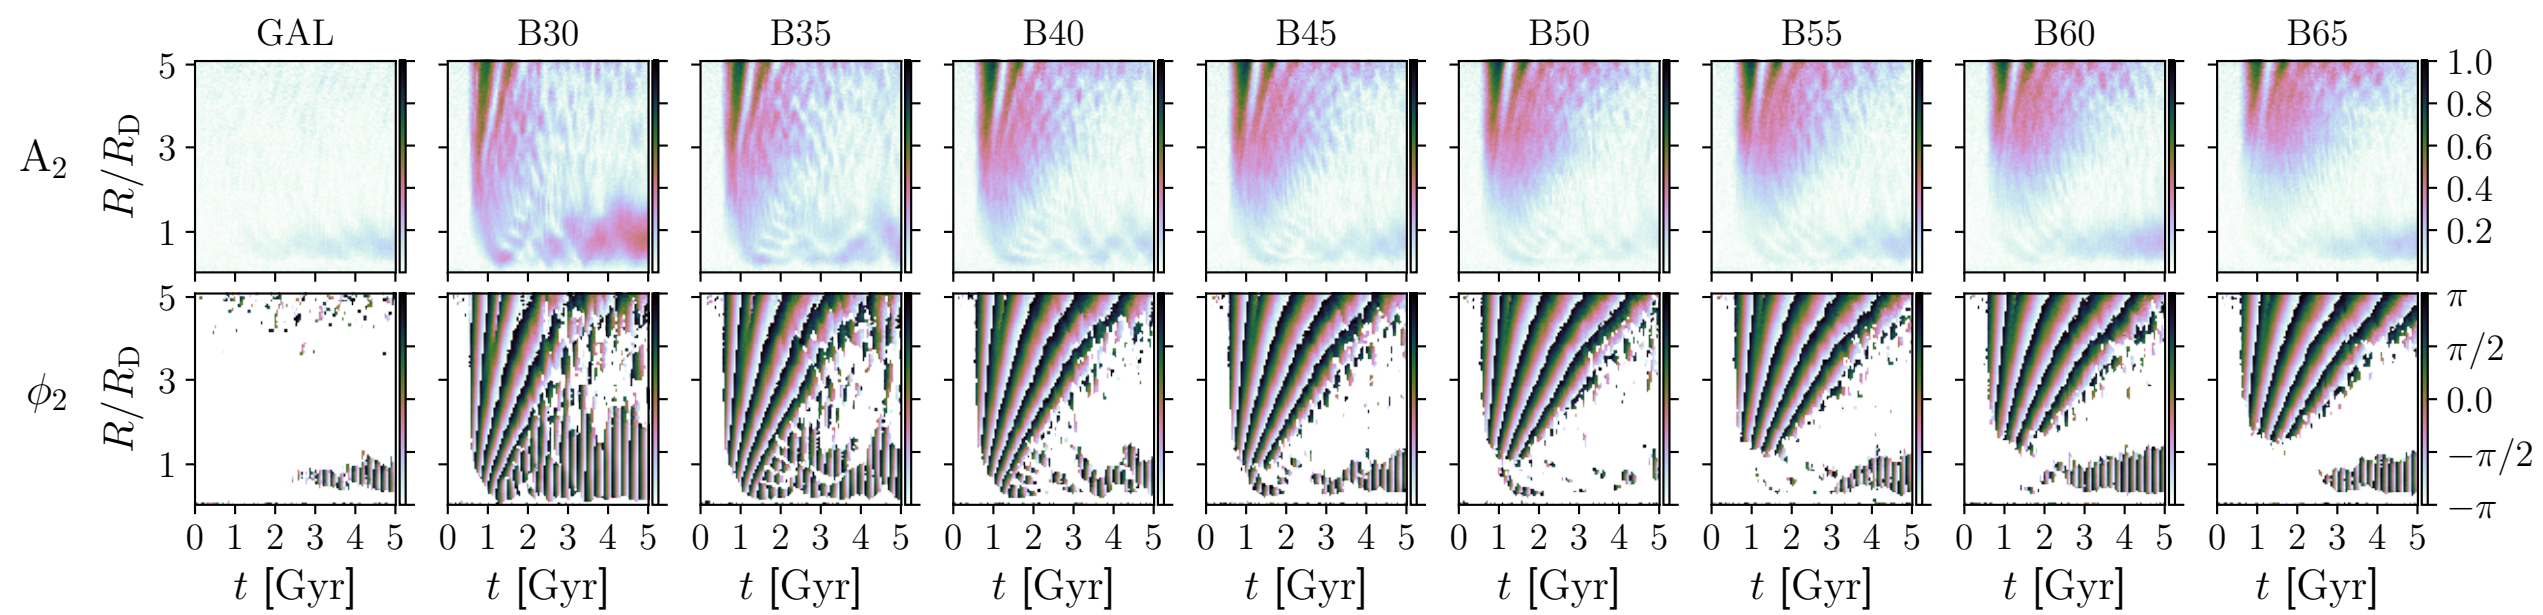 GAL B30 B35 B40 B45 B50 B55 B60 B65
A₂
R/R_D
5
3
1
1.0
0.8
0.6
0.4
0.2
ϕ₂
R/R_D
5
3
1
π
π/2
0.0
−π/2
−π
0 1 2 3 4 5 0 1 2 3 4 5 0 1 2 3 4 5 0 1 2 3 4 5 0 1 2 3 4 5 0 1 2 3 4 5 0 1 2 3 4 5 0 1 2 3 4 5 0 1 2 3 4 5
t [Gyr] t [Gyr] t [Gyr] t [Gyr] t [Gyr] t [Gyr] t [Gyr] t [Gyr] t [Gyr]